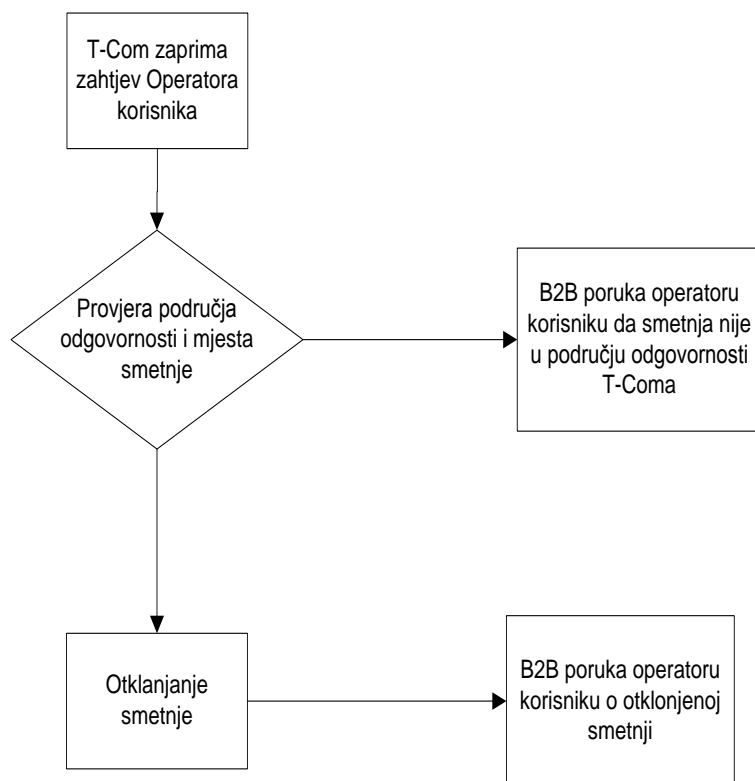 T-Com zaprima
zahtjev Operatora
korisnika
Provjera područja
odgovornosti i mjesta
smetnje
B2B poruka operatoru
korisniku da smetnja nije
u području odgovornosti
T-Coma
Otklanjanje
smetnje
B2B poruka operatoru
korisniku o otklonjenoj
smetnji